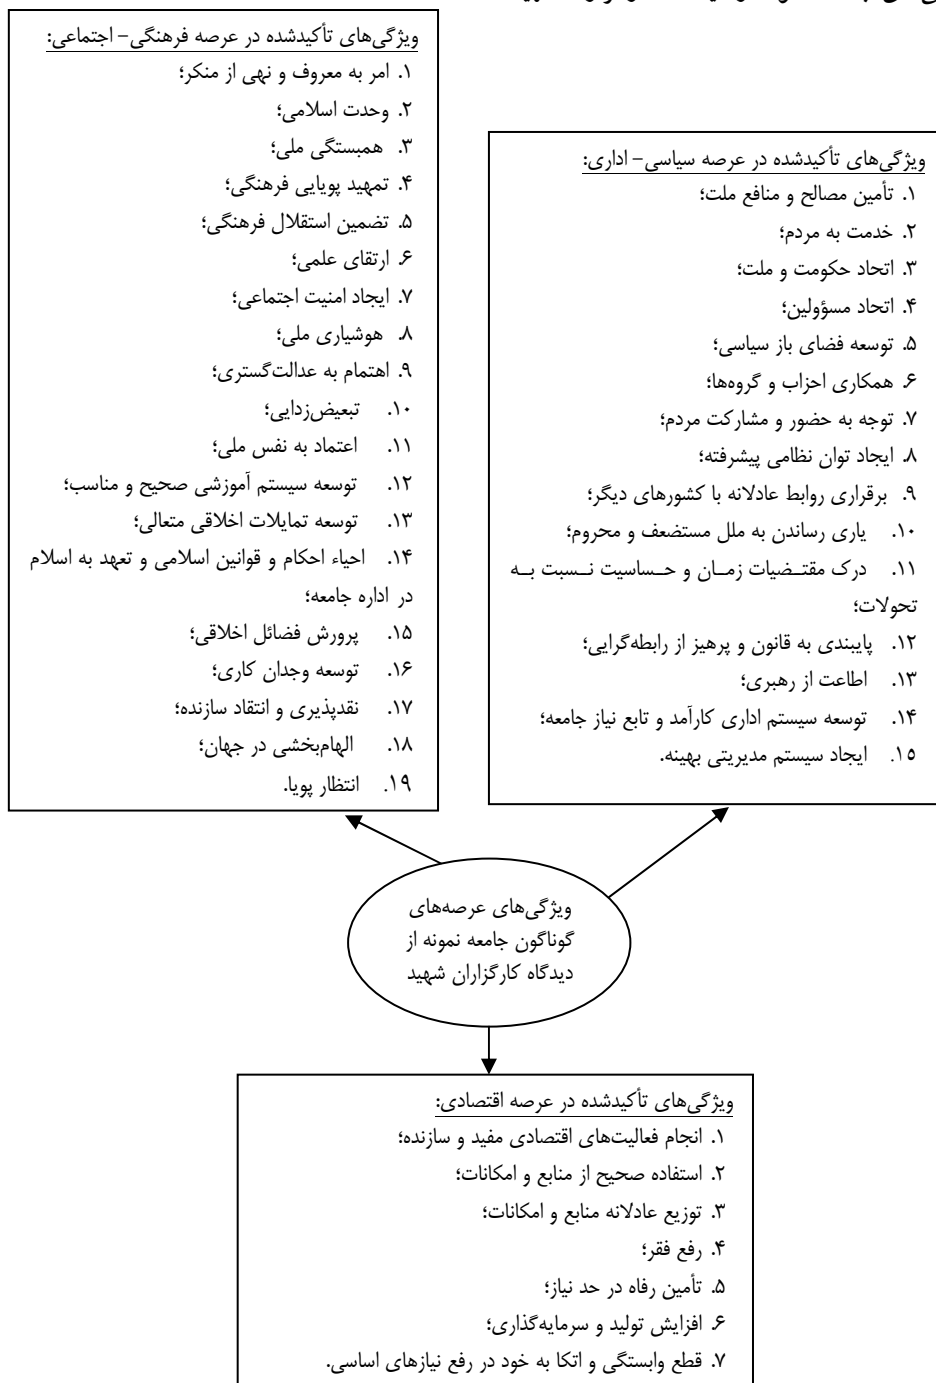 ویژگی‌های تأکیدشده در عرصه فرهنگی- اجتماعی:
۱. امر به معروف و نهی از منکر؛
۲. وحدت اسلامی؛
۳. همبستگی ملی؛
۴. تمهید پویایی فرهنگی؛
۵. تضمین استقلال فرهنگی؛
۶. ارتقای علمی؛
۷. ایجاد امنیت اجتماعی؛
۸. هوشیاری ملی؛
۹. اهتمام به عدالت‌گستری؛
۱۰. تبعیض‌زدایی؛
۱۱. اعتماد به نفس ملی؛
۱۲. توسعه سیستم آموزشی صحیح و مناسب؛
۱۳. توسعه تمایلات اخلاقی متعالی؛
۱۴. احیاء احکام و قوانین اسلامی و تعهد به اسلام
در اداره جامعه؛
۱۵. پرورش فضائل اخلاقی؛
۱۶. توسعه وجدان کاری؛
۱۷. نقدپذیری و انتقاد سازنده؛
۱۸. الهام‌بخشی در جهان؛
۱۹. انتظار پویا.
ویژگی‌های تأکیدشده در عرصه سیاسی- اداری:
۱. تأمین مصالح و منافع ملت؛
۲. خدمت به مردم؛
۳. اتحاد حکومت و ملت؛
۴. اتحاد مسؤولین؛
۵. توسعه فضای باز سیاسی؛
۶. همکاری احزاب و گروه‌ها؛
۷. توجه به حضور و مشارکت مردم؛
۸. ایجاد توان نظامی پیشرفته؛
۹. برقراری روابط عادلانه با کشورهای دیگر؛
۱۰. یاری رساندن به ملل مستضعف و محروم؛
۱۱. درک مقتـضیات زمـان و حـساسیت نـسبت بـه
تحولات؛
۱۲. پایبندی به قانون و پرهیز از رابطه‌گرایی؛
۱۳. اطاعت از رهبری؛
۱۴. توسعه سیستم اداری کارآمد و تابع نیاز جامعه؛
۱۵. ایجاد سیستم مدیریتی بهینه.
ویژگی‌های عرصه‌های
گوناگون جامعه نمونه از
دیدگاه کارگزاران شهید
ویژگی‌های تأکیدشده در عرصه اقتصادی:
۱. انجام فعالیت‌های اقتصادی مفید و سازنده؛
۲. استفاده صحیح از منابع و امکانات؛
۳. توزیع عادلانه منابع و امکانات؛
۴. رفع فقر؛
۵. تأمین رفاه در حد نیاز؛
۶. افزایش تولید و سرمایه‌گذاری؛
۷. قطع وابستگی و اتکا به خود در رفع نیازهای اساسی.